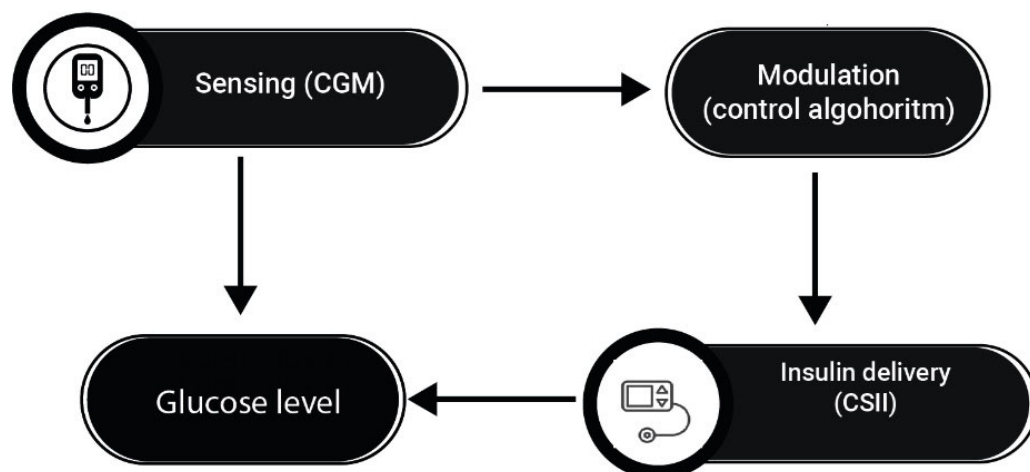 Sensing (CGM)
Modulation
(control algohoritm)
Glucose level
Insulin delivery
(CSII)